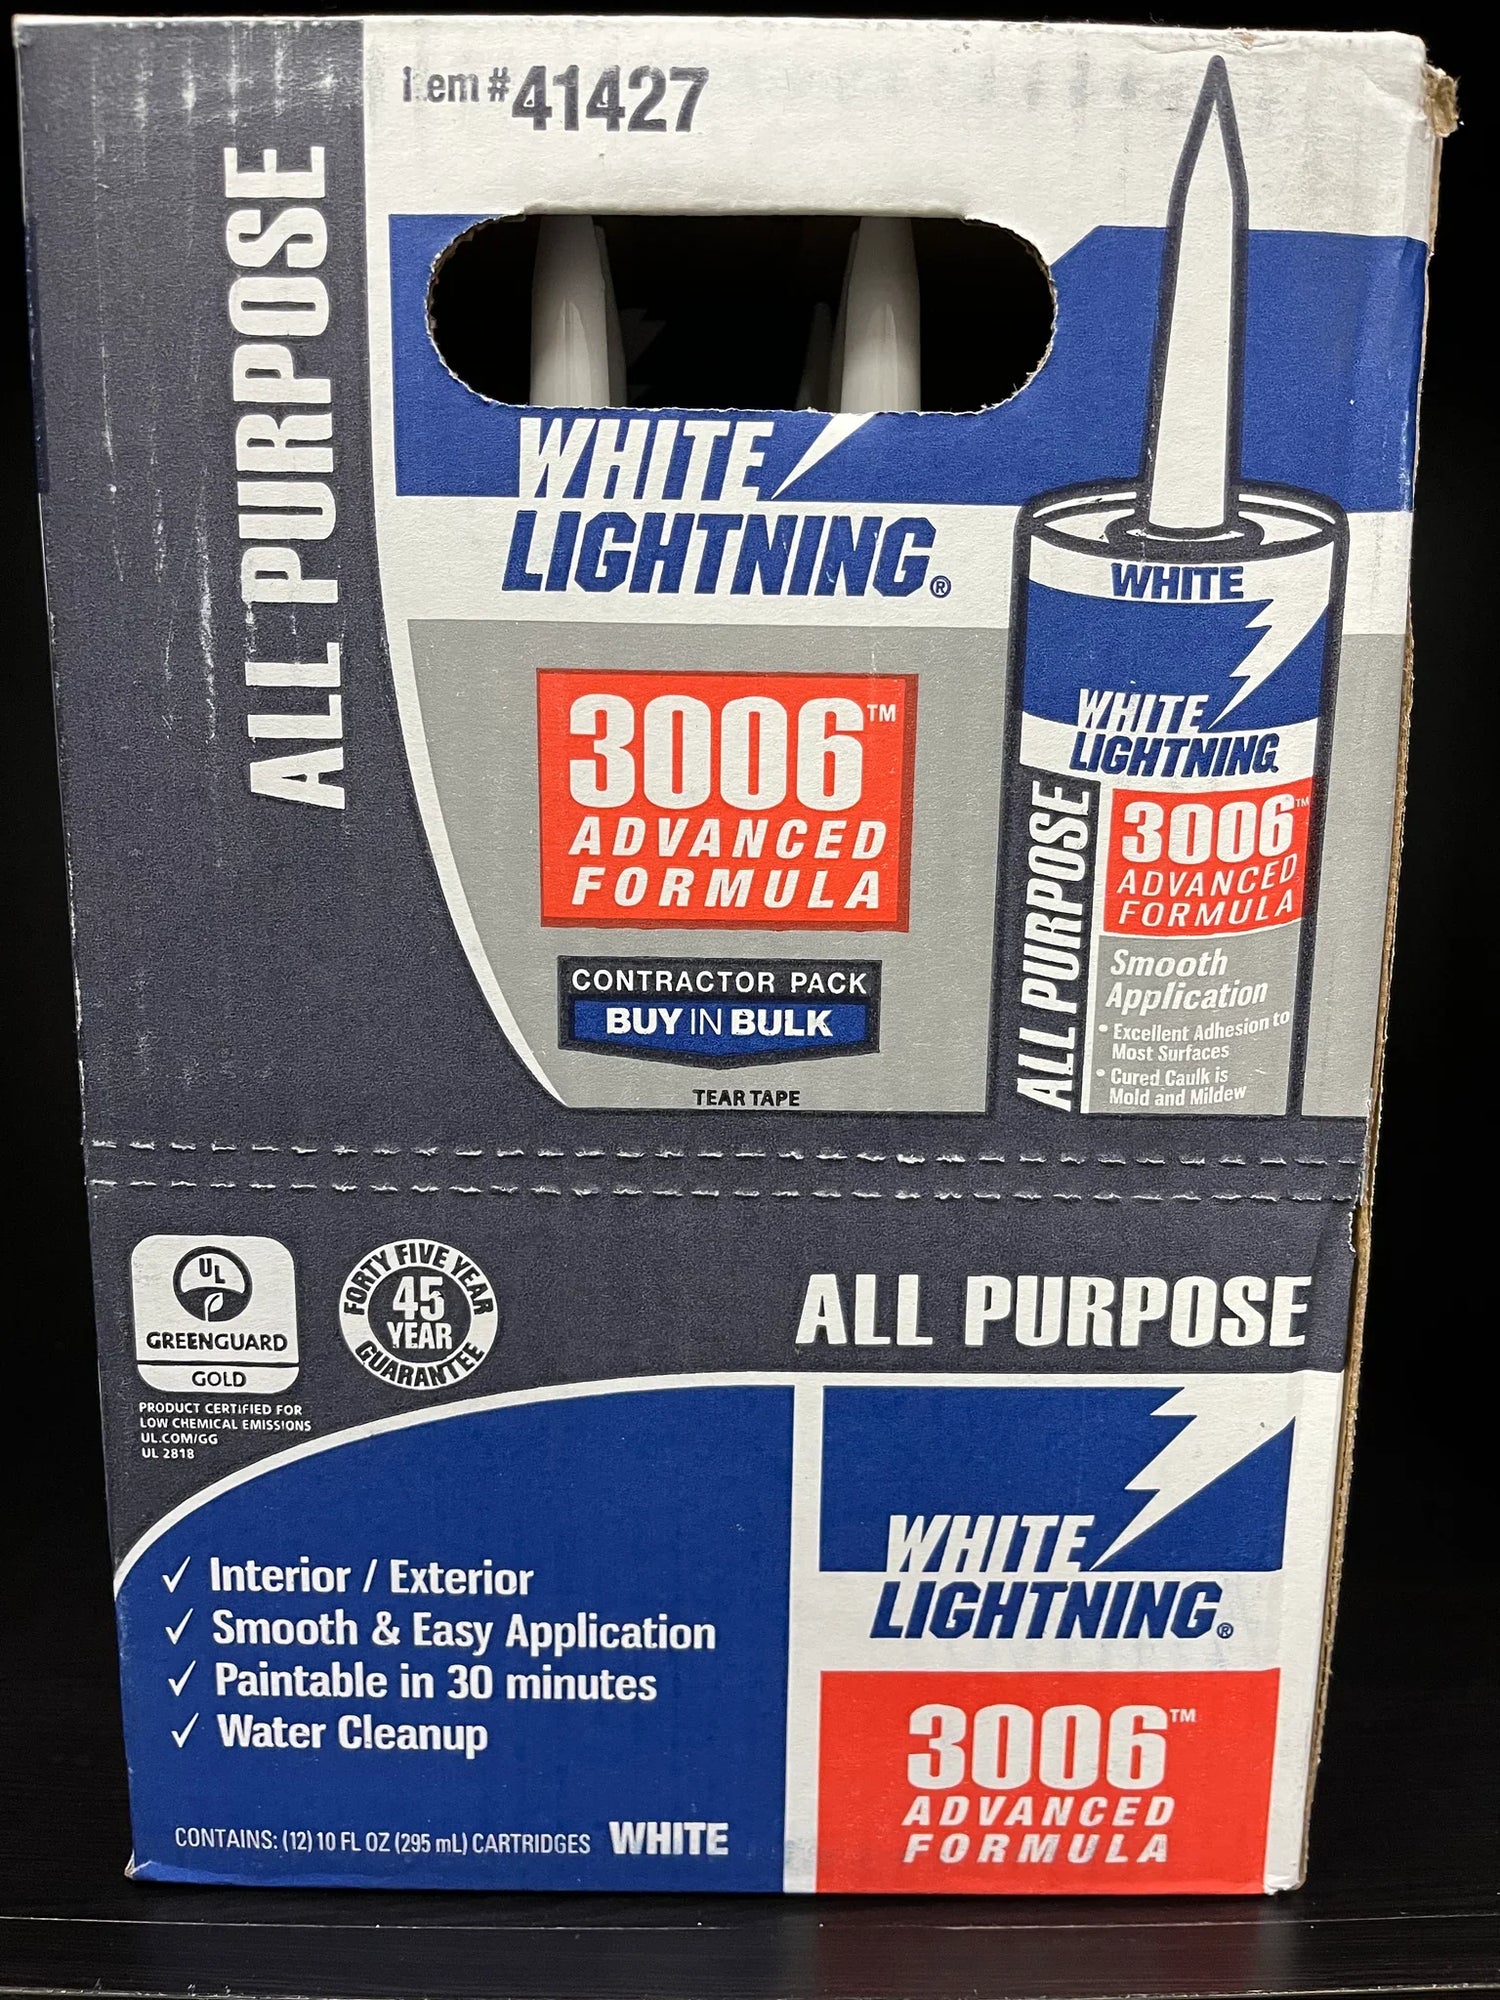 Item #41427
ALL PURPOSE
WHITE
LIGHTNING®
3006™
ADVANCED
FORMULA
CONTRACTOR PACK
BUY IN BULK
TEAR TAPE
WHITE
WHITE
LIGHTNING
ALL PURPOSE
3006™
ADVANCED
FORMULA
Smooth
Application
• Excellent Adhesion to
Most Surfaces
• Cured Caulk is
Mold and Mildew
UL
GREENGUARD
GOLD
PRODUCT CERTIFIED FOR
LOW CHEMICAL EMISSIONS
UL.COM/GG
UL 2818
FORTY FIVE YEAR
45
YEAR
GUARANTEE
ALL PURPOSE
✓ Interior / Exterior
✓ Smooth & Easy Application
✓ Paintable in 30 minutes
✓ Water Cleanup
CONTAINS: (12) 10 FL OZ (295 mL) CARTRIDGES WHITE
WHITE
LIGHTNING®
3006™
ADVANCED
FORMULA